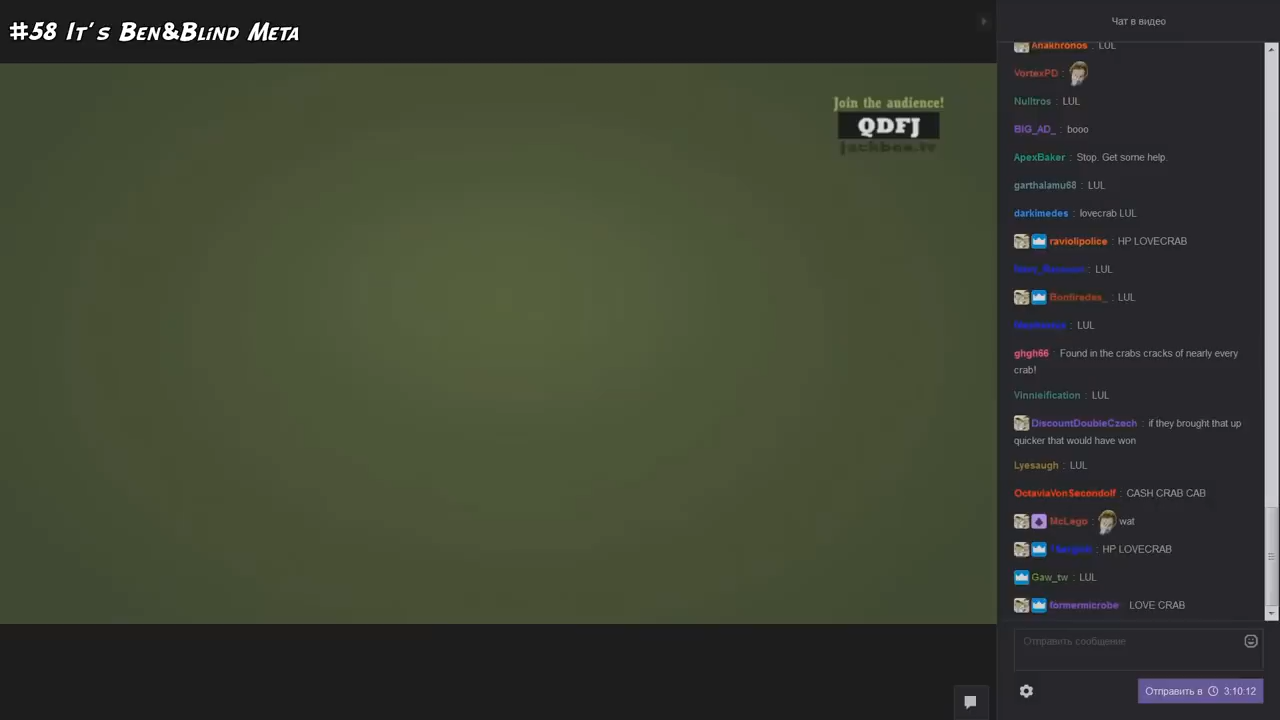 #58 It's Ben&Blind Meta
Join the audience!
QDFJ
jackbox.tv
Чат в видео
Anakhronos : LUL
VortexPD :
Nulltros : LUL
BIG_AD_ : booo
ApexBaker : Stop. Get some help.
garthalamu68 : LUL
darkimedes : lovecrab LUL
raviolipolice : HP LOVECRAB
: LUL
Bonfiredes_ : LUL
: LUL
ghgh66 : Found in the crabs cracks of nearly every
crab!
Vinnieification : LUL
DiscountDoubleCzech : if they brought that up
quicker that would have won
Lyesaugh : LUL
OctaviaVonSecondolf : CASH CRAB CAB
McLego : wat
: HP LOVECRAB
Gaw_tw : LUL
formermicrobe : LOVE CRAB
Отправить сообщение
Отправить в 3:10:12